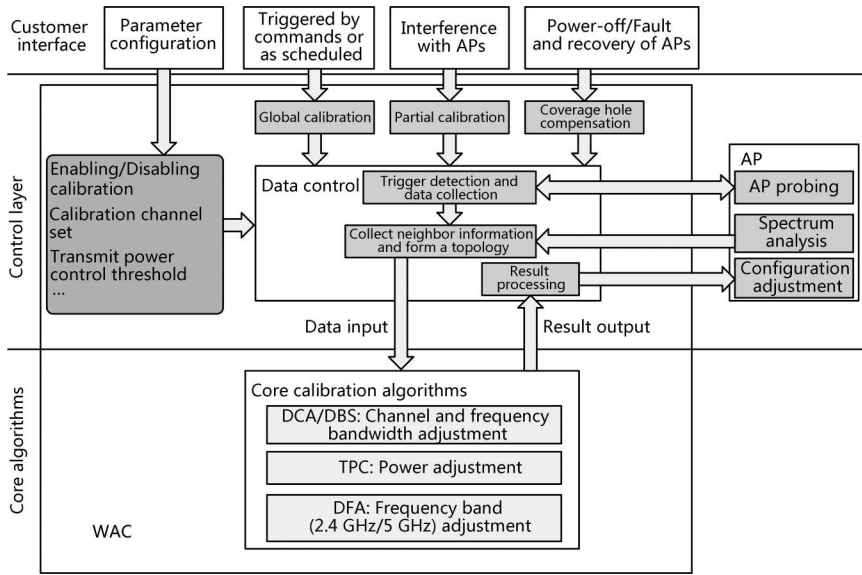 Customer
interface
Parameter
configuration
Triggered by
commands or
as scheduled
Interference
with APs
Power-off/Fault
and recovery of APs
Control layer
Global calibration
Partial calibration
Coverage hole
compensation
Enabling/Disabling
calibration
Calibration channel
set
Transmit power
control threshold
...
Data control
Trigger detection and
data collection
Collect neighbor information
and form a topology
Result
processing
AP
AP probing
Spectrum
analysis
Configuration
adjustment
Data input
Result output
Core algorithms
Core calibration algorithms
DCA/DBS: Channel and frequency
bandwidth adjustment
TPC: Power adjustment
DFA: Frequency band
(2.4 GHz/5 GHz) adjustment
WAC